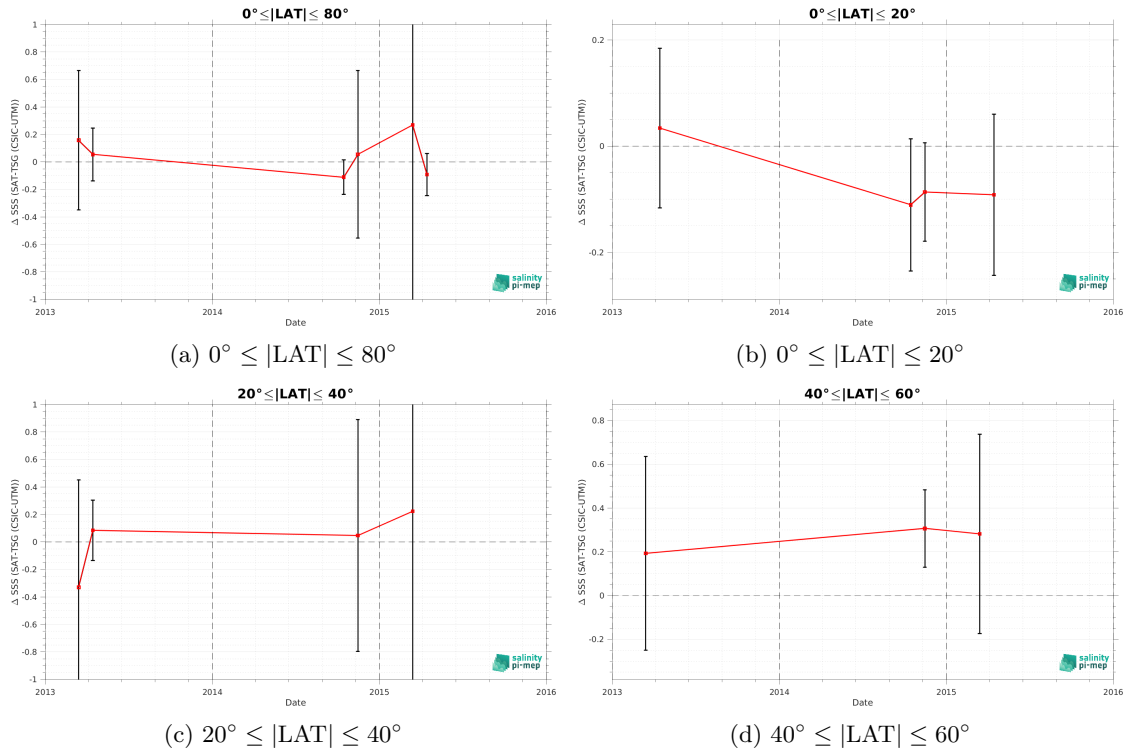 0°≤|LAT|≤ 80°
Δ SSS (SAT-TSG (CSIC-UTM))
1
0.8
0.6
0.4
0.2
0
-0.2
-0.4
-0.6
-0.8
-1
2013 2014 2015 2016
Date
salinity
pi-mep
(a) 0° ≤ |LAT| ≤ 80°
0°≤|LAT|≤ 20°
Δ SSS (SAT-TSG (CSIC-UTM))
0.2
0
-0.2
2013 2014 2015 2016
Date
salinity
pi-mep
(b) 0° ≤ |LAT| ≤ 20°
20°≤|LAT|≤ 40°
Δ SSS (SAT-TSG (CSIC-UTM))
1
0.8
0.6
0.4
0.2
0
-0.2
-0.4
-0.6
-0.8
-1
2013 2014 2015 2016
Date
salinity
pi-mep
(c) 20° ≤ |LAT| ≤ 40°
40°≤|LAT|≤ 60°
Δ SSS (SAT-TSG (CSIC-UTM))
0.8
0.6
0.4
0.2
0
-0.2
2013 2014 2015 2016
Date
salinity
pi-mep
(d) 40° ≤ |LAT| ≤ 60°